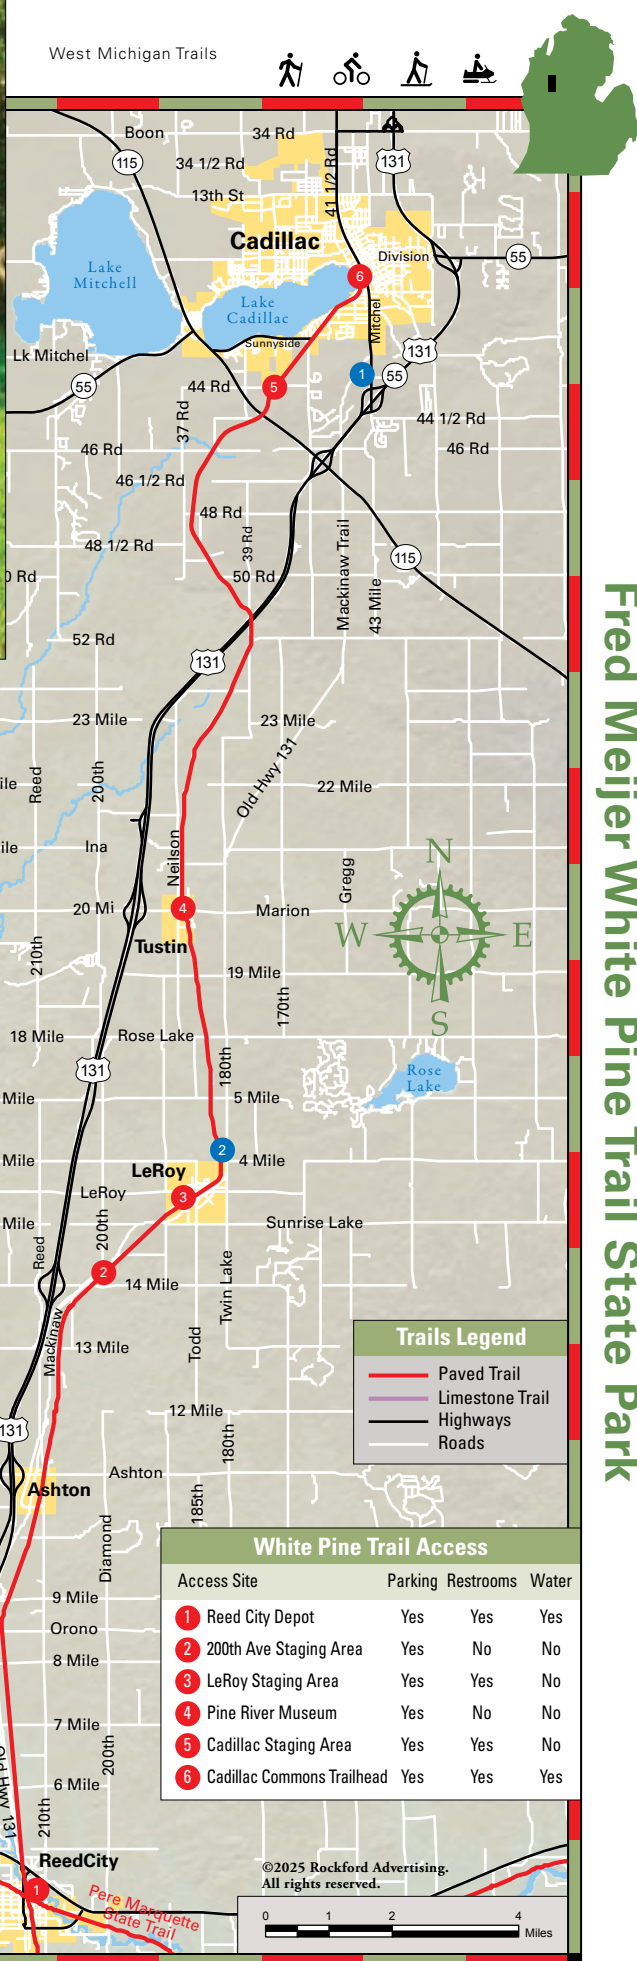 West Michigan Trails
Boon
34 Rd
115
34 1/2 Rd
41 1/2 Rd
131
13th St
Cadillac
Division
55
6
Lake
Mitchell
Lake
Cadillac
Mitchel
Sunnyside
131
Lk Mitchel
1
55
55
44 Rd
5
37 Rd
44 1/2 Rd
46 Rd
46 Rd
46 1/2 Rd
48 Rd
39 Rd
Mackinaw Trail
48 1/2 Rd
115
0 Rd
50 Rd
43 Mile
52 Rd
131
23 Mile
23 Mile
Old Hwy 131
ile
Reed
200th
22 Mile
ile
Ina
Neilson
Gregg
N
W
E
S
20 Mi
4
Marion
Tustin
210th
19 Mile
170th
18 Mile
Rose Lake
131
180th
Rose
Lake
Mile
5 Mile
2
Mile
LeRoy
4 Mile
LeRoy
3
Mile
200th
Sunrise Lake
Reed
2
14 Mile
Twin Lake
Mackinaw
13 Mile
Todd
Trails Legend
Paved Trail
Limestone Trail
Highways
Roads
12 Mile
131
180th
Ashton
Ashton
185th
Diamond
White Pine Trail Access
Access Site Parking Restrooms Water
1 Reed City Depot Yes Yes Yes
2 200th Ave Staging Area Yes No No
3 LeRoy Staging Area Yes Yes No
4 Pine River Museum Yes No No
5 Cadillac Staging Area Yes Yes No
6 Cadillac Commons Trailhead Yes Yes Yes
9 Mile
Orono
8 Mile
7 Mile
200th
6 Mile
Old Hwy 131
210th
ReedCity
1
Pere Marquette
State Trail
©2025 Rockford Advertising.
All rights reserved.
0 1 2 4
Miles
Fred Meijer White Pine Trail State Park